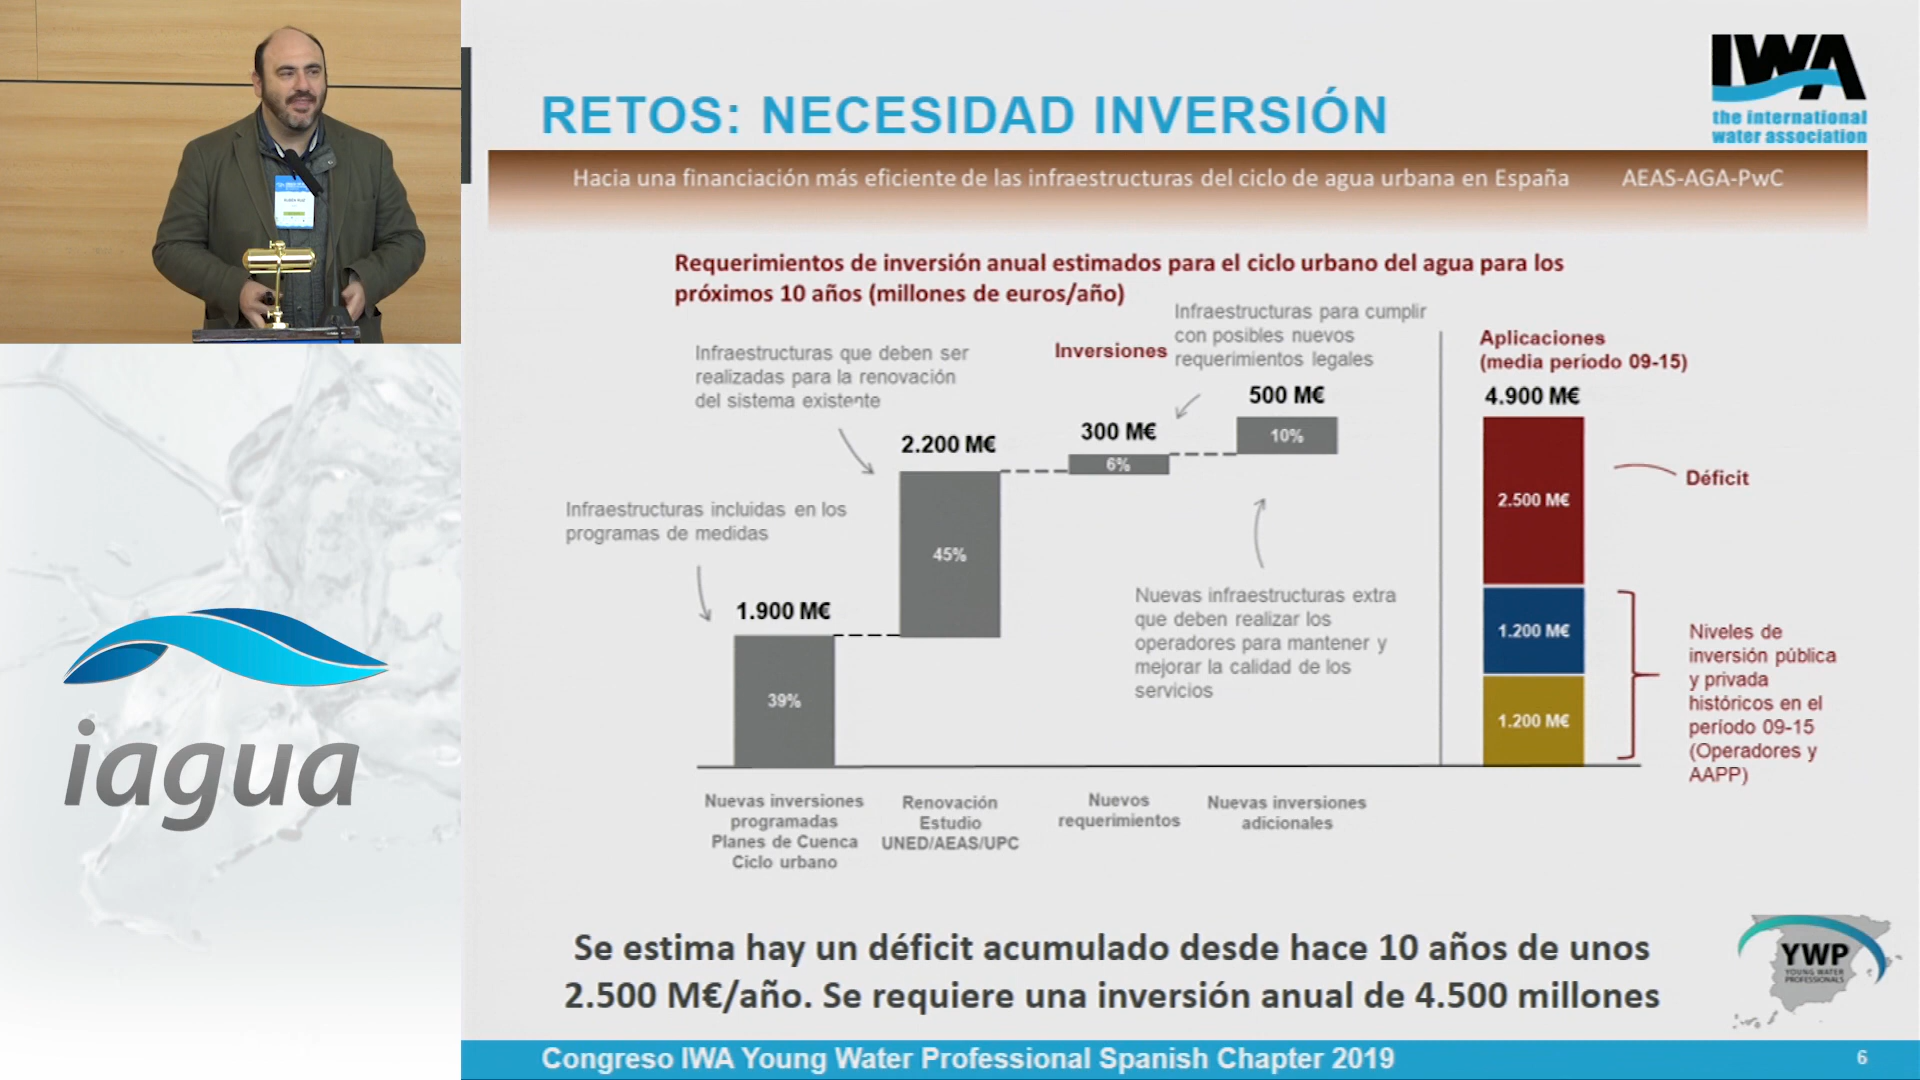 RETOS: NECESIDAD INVERSIÓN
IWA
the international
water association
Hacia una financiación más eficiente de las infraestructuras del ciclo de agua urbana en España AEAS-AGA-PwC
Requerimientos de inversión anual estimados para el ciclo urbano del agua para los
próximos 10 años (millones de euros/año)
Infraestructuras que deben ser
realizadas para la renovación
del sistema existente
Inversiones
Infraestructuras para cumplir
con posibles nuevos
requerimientos legales
Aplicaciones
(media período 09-15)
4.900 M€
500 M€
10%
300 M€
6%
2.200 M€
45%
Infraestructuras incluidas en los
programas de medidas
1.900 M€
39%
Nuevas infraestructuras extra
que deben realizar los
operadores para mantener y
mejorar la calidad de los
servicios
2.500 M€
Déficit
1.200 M€
1.200 M€
Niveles de
inversión pública
y privada
históricos en el
período 09-15
(Operadores y
AAPP)
Nuevas inversiones
programadas
Planes de Cuenca
Ciclo urbano
Renovación
Estudio
UNED/AEAS/UPC
Nuevos
requerimientos
Nuevas inversiones
adicionales
Se estima hay un déficit acumulado desde hace 10 años de unos
2.500 M€/año. Se requiere una inversión anual de 4.500 millones
YWP
YOUNG WATER
PROFESSIONALS
Congreso IWA Young Water Professional Spanish Chapter 2019
6
iagua